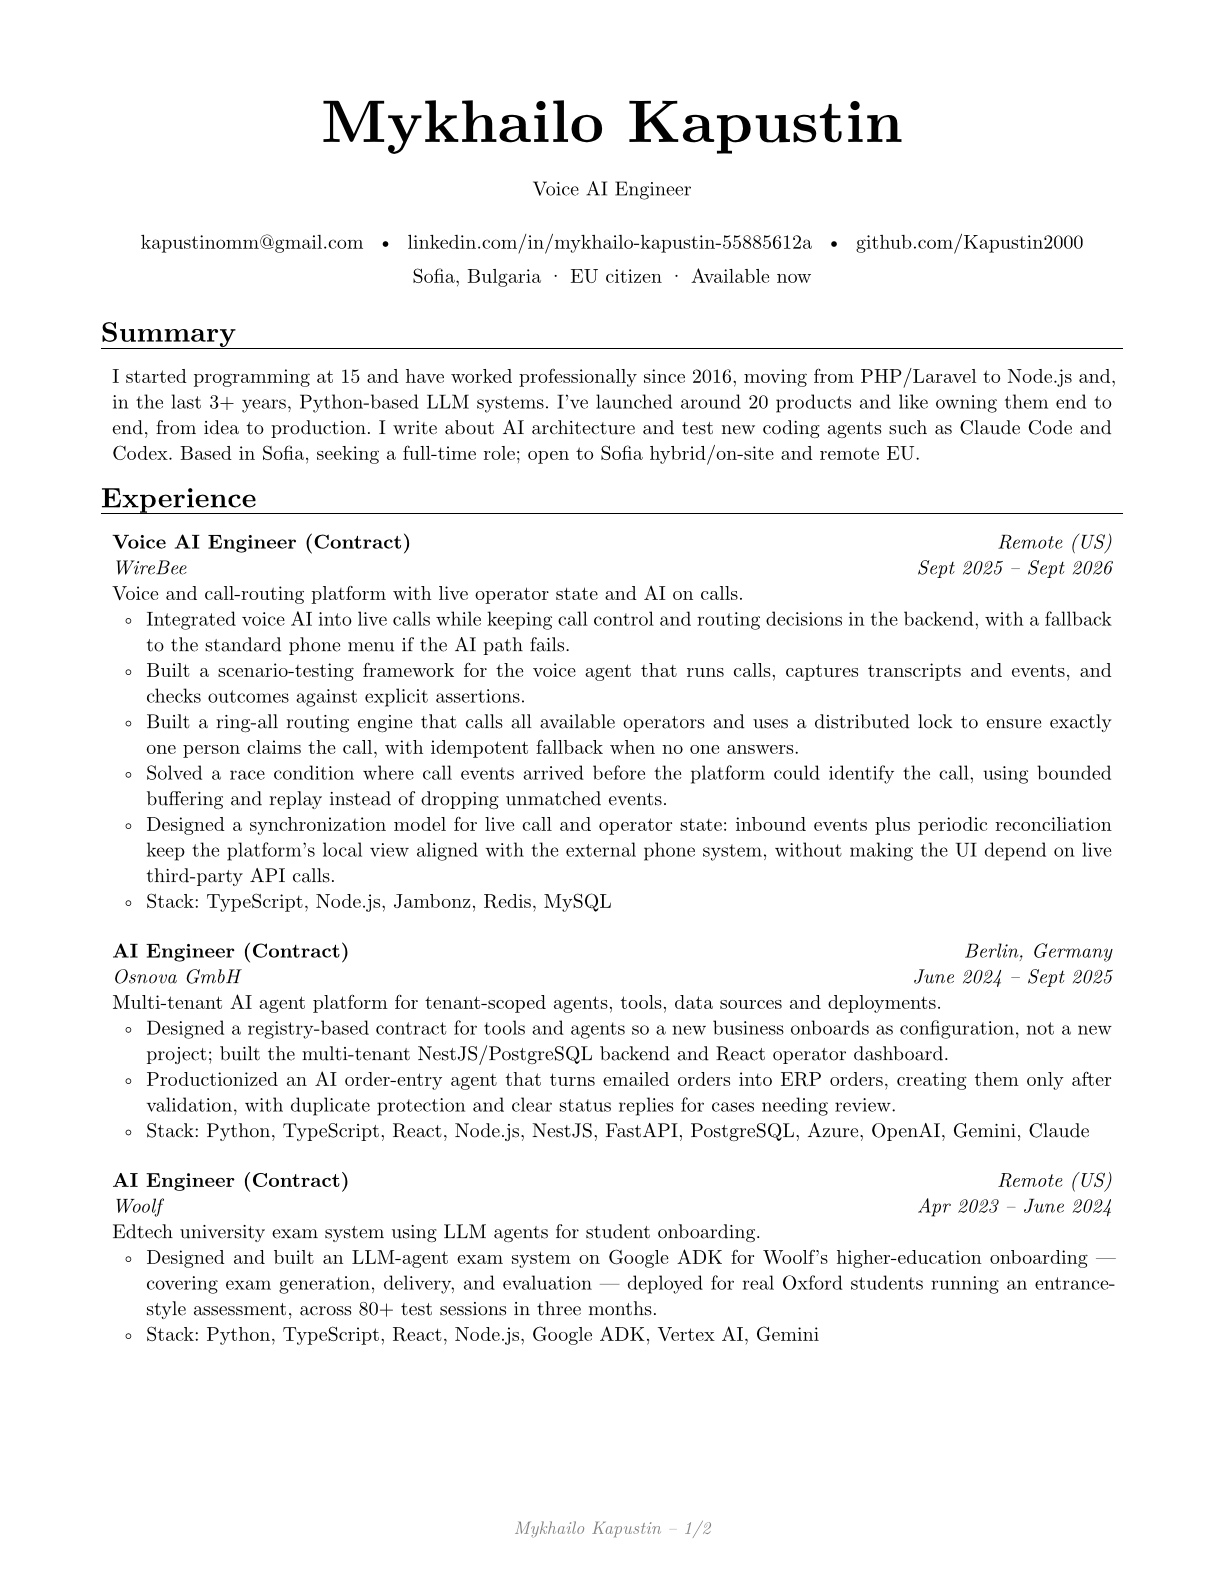 Mykhailo Kapustin
Voice AI Engineer
kapustinomm@gmail.com • linkedin.com/in/mykhailo-kapustin-55885612a • github.com/Kapustin2000
Sofia, Bulgaria · EU citizen · Available now
Summary
I started programming at 15 and have worked professionally since 2016, moving from PHP/Laravel to Node.js and,
in the last 3+ years, Python-based LLM systems. I've launched around 20 products and like owning them end to
end, from idea to production. I write about AI architecture and test new coding agents such as Claude Code and
Codex. Based in Sofia, seeking a full-time role; open to Sofia hybrid/on-site and remote EU.
Experience
Voice AI Engineer (Contract) Remote (US)
WireBee Sept 2025 – Sept 2026
Voice and call-routing platform with live operator state and AI on calls.
◦ Integrated voice AI into live calls while keeping call control and routing decisions in the backend, with a fallback
to the standard phone menu if the AI path fails.
◦ Built a scenario-testing framework for the voice agent that runs calls, captures transcripts and events, and
checks outcomes against explicit assertions.
◦ Built a ring-all routing engine that calls all available operators and uses a distributed lock to ensure exactly
one person claims the call, with idempotent fallback when no one answers.
◦ Solved a race condition where call events arrived before the platform could identify the call, using bounded
buffering and replay instead of dropping unmatched events.
◦ Designed a synchronization model for live call and operator state: inbound events plus periodic reconciliation
keep the platform's local view aligned with the external phone system, without making the UI depend on live
third-party API calls.
◦ Stack: TypeScript, Node.js, Jambonz, Redis, MySQL
AI Engineer (Contract) Berlin, Germany
Osnova GmbH June 2024 – Sept 2025
Multi-tenant AI agent platform for tenant-scoped agents, tools, data sources and deployments.
◦ Designed a registry-based contract for tools and agents so a new business onboards as configuration, not a new
project; built the multi-tenant NestJS/PostgreSQL backend and React operator dashboard.
◦ Productionized an AI order-entry agent that turns emailed orders into ERP orders, creating them only after
validation, with duplicate protection and clear status replies for cases needing review.
◦ Stack: Python, TypeScript, React, Node.js, NestJS, FastAPI, PostgreSQL, Azure, OpenAI, Gemini, Claude
AI Engineer (Contract) Remote (US)
Woolf Apr 2023 – June 2024
Edtech university exam system using LLM agents for student onboarding.
◦ Designed and built an LLM-agent exam system on Google ADK for Woolf's higher-education onboarding —
covering exam generation, delivery, and evaluation — deployed for real Oxford students running an entrance-
style assessment, across 80+ test sessions in three months.
◦ Stack: Python, TypeScript, React, Node.js, Google ADK, Vertex AI, Gemini
Mykhailo Kapustin – 1/2